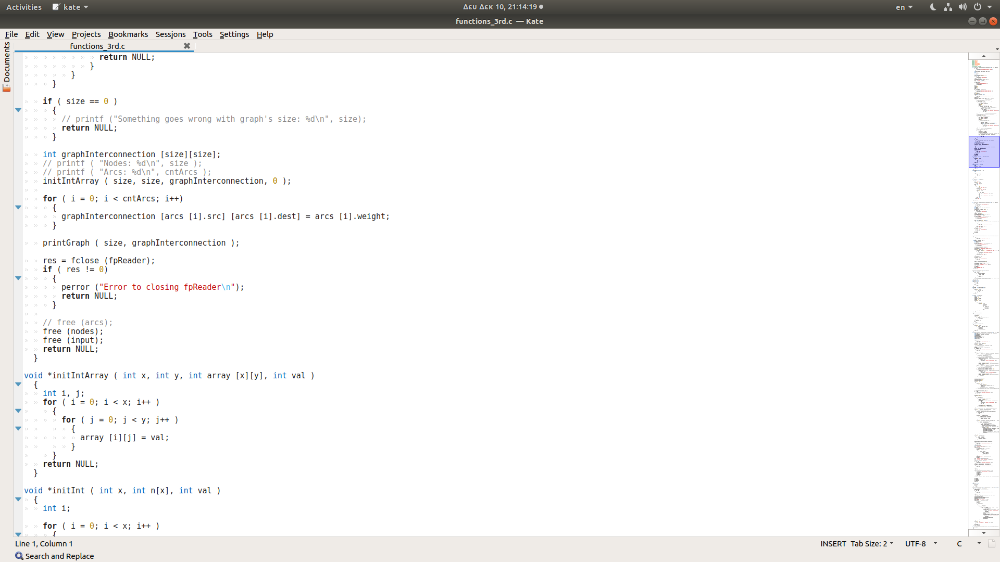 Activities kate Δευ Δεκ 10, 21:14:19 en
functions_3rd.c — Kate
File Edit View Projects Bookmarks Sessions Tools Settings Help
functions_3rd.c
Documents
return NULL;
}
}
}
if ( size == 0 )
{
// printf ("Something goes wrong with graph's size: %d\n", size);
return NULL;
}
int graphInterconnection [size][size];
// printf ( "Nodes: %d\n", size );
// printf ( "Arcs: %d\n", cntArcs );
initIntArray ( size, size, graphInterconnection, 0 );
for ( i = 0; i < cntArcs; i++)
{
graphInterconnection [arcs [i].src] [arcs [i].dest] = arcs [i].weight;
}
printGraph ( size, graphInterconnection );
res = fclose (fpReader);
if ( res != 0)
{
perror ("Error to closing fpReader\n");
return NULL;
}
// free (arcs);
free (nodes);
free (input);
return NULL;
}
void *initIntArray ( int x, int y, int array [x][y], int val )
{
int i, j;
for ( i = 0; i < x; i++ )
{
for ( j = 0; j < y; j++ )
{
array [i][j] = val;
}
}
return NULL;
}
void *initInt ( int x, int n[x], int val )
{
int i;
for ( i = 0; i < x; i++ )
{
Line 1, Column 1 INSERT Tab Size: 2 UTF-8 C
Search and Replace